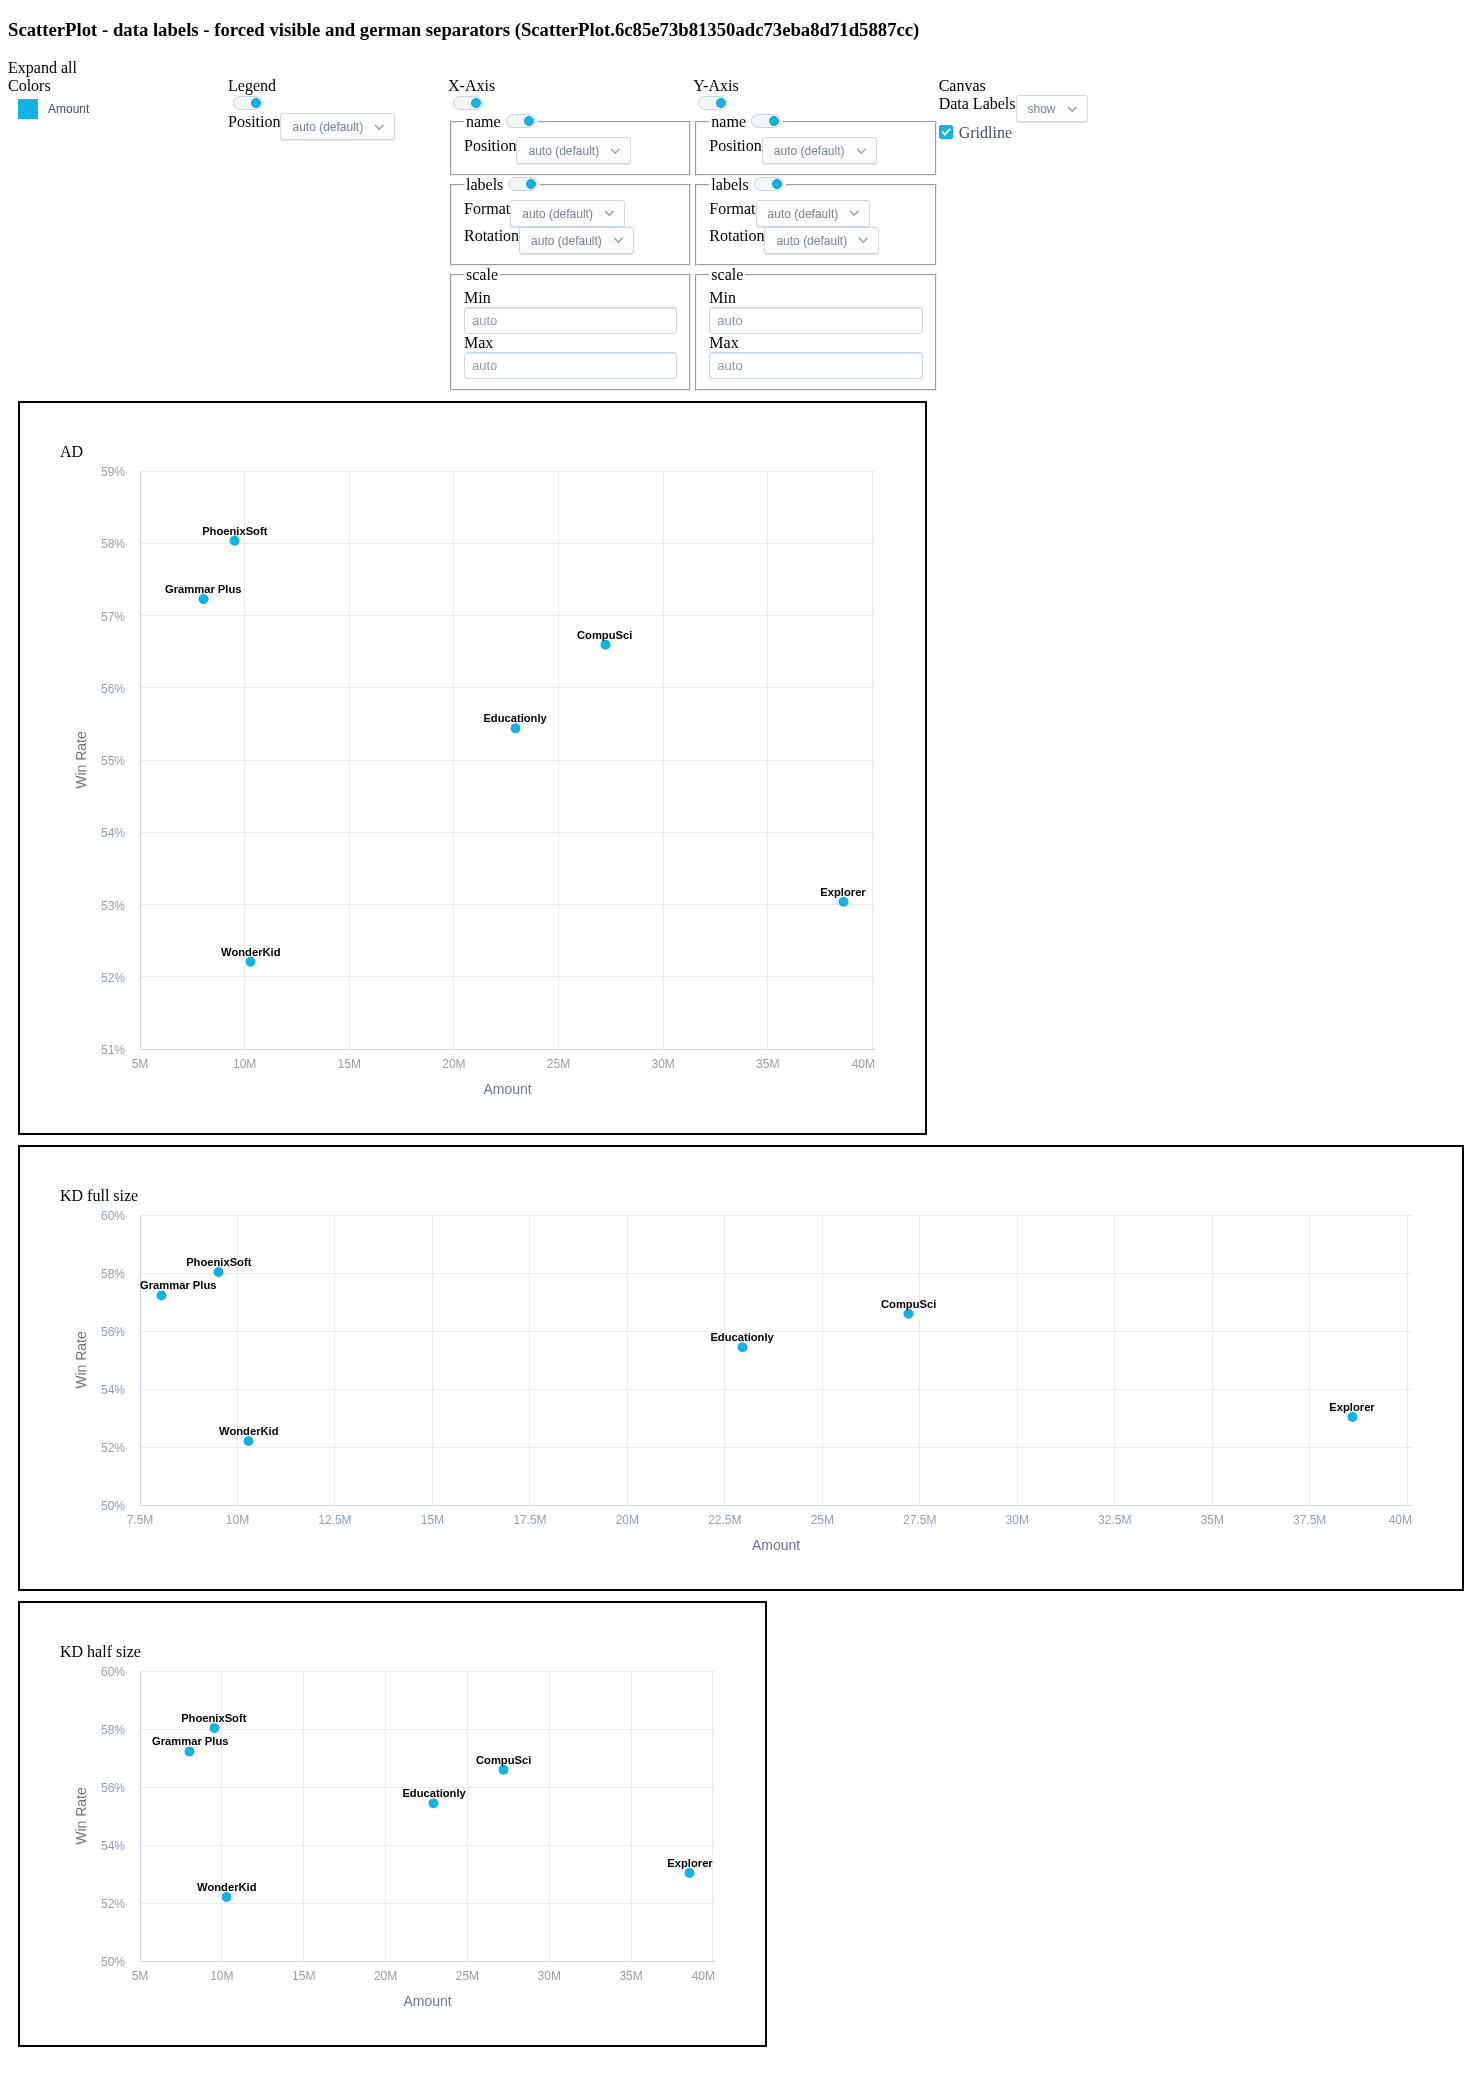 ScatterPlot - data labels - forced visible and german separators (ScatterPlot.6c85e73b81350adc73eba8d71d5887cc)
Expand all
Colors
Amount
Legend
Position auto (default)
X-Axis
name
Position auto (default)
labels
Format auto (default)
Rotation auto (default)
scale
Min
auto
Max
auto
Y-Axis
name
Position auto (default)
labels
Format auto (default)
Rotation auto (default)
scale
Min
auto
Max
auto
Canvas
Data Labels show
Gridline
AD
59%
PhoenixSoft
58%
Grammar Plus
57%
CompuSci
56%
Educationly
Win Rate
55%
54%
Explorer
53%
WonderKid
52%
51%
5M 10M 15M 20M 25M 30M 35M 40M
Amount
KD full size
60%
PhoenixSoft
58%
Grammar Plus
CompuSci
56%
Educationly
Win Rate
54%
Explorer
WonderKid
52%
50%
7.5M 10M 12.5M 15M 17.5M 20M 22.5M 25M 27.5M 30M 32.5M 35M 37.5M 40M
Amount
KD half size
60%
PhoenixSoft
58%
Grammar Plus
CompuSci
56%
Educationly
Win Rate
54%
Explorer
WonderKid
52%
50%
5M 10M 15M 20M 25M 30M 35M 40M
Amount